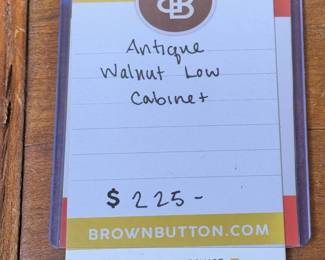 B
Antique
Walnut Low
Cabinet
$ 225-
BROWNBUTTON.COM